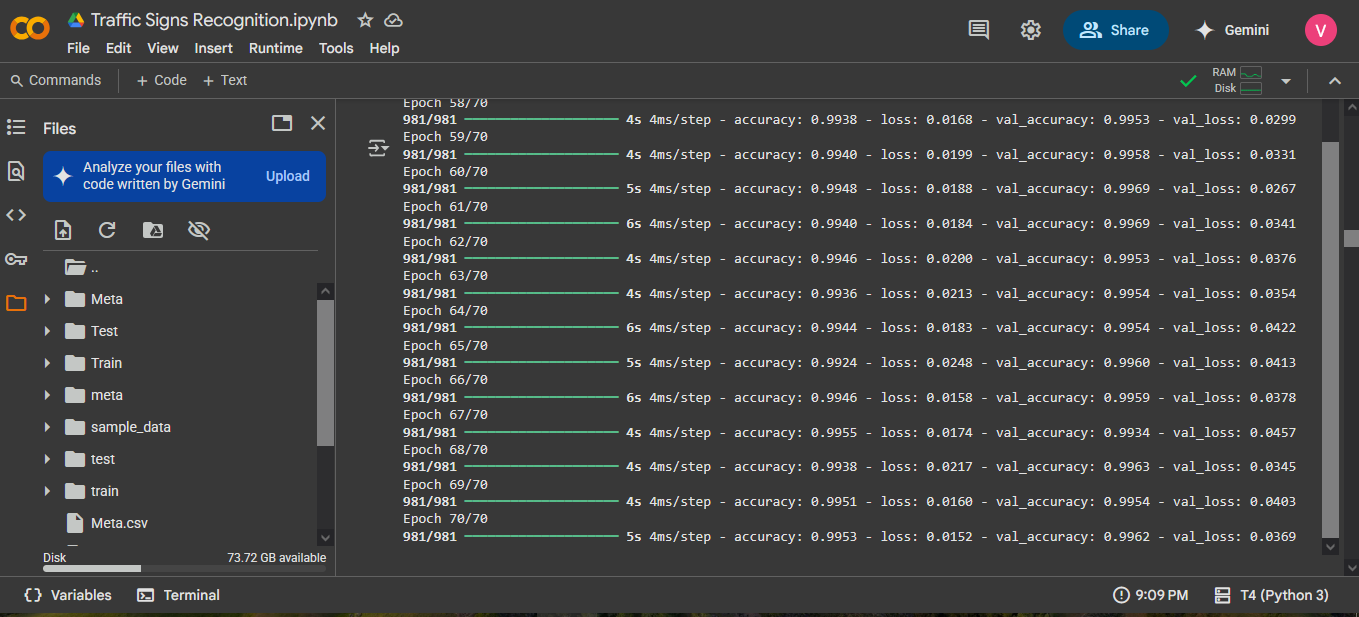 CO Traffic Signs Recognition.ipynb
File Edit View Insert Runtime Tools Help
Share
Gemini
V
Commands + Code + Text
RAM
Disk
Files
Analyze your files with
code written by Gemini
Upload
..
Meta
Test
Train
meta
sample_data
test
train
Meta.csv
Disk 73.72 GB available
Epoch 58/70
981/981 4s 4ms/step - accuracy: 0.9938 - loss: 0.0168 - val_accuracy: 0.9953 - val_loss: 0.0299
Epoch 59/70
981/981 4s 4ms/step - accuracy: 0.9940 - loss: 0.0199 - val_accuracy: 0.9958 - val_loss: 0.0331
Epoch 60/70
981/981 5s 4ms/step - accuracy: 0.9948 - loss: 0.0188 - val_accuracy: 0.9969 - val_loss: 0.0267
Epoch 61/70
981/981 6s 4ms/step - accuracy: 0.9940 - loss: 0.0184 - val_accuracy: 0.9969 - val_loss: 0.0341
Epoch 62/70
981/981 4s 4ms/step - accuracy: 0.9946 - loss: 0.0200 - val_accuracy: 0.9953 - val_loss: 0.0376
Epoch 63/70
981/981 4s 4ms/step - accuracy: 0.9936 - loss: 0.0213 - val_accuracy: 0.9954 - val_loss: 0.0354
Epoch 64/70
981/981 6s 4ms/step - accuracy: 0.9944 - loss: 0.0183 - val_accuracy: 0.9954 - val_loss: 0.0422
Epoch 65/70
981/981 5s 4ms/step - accuracy: 0.9924 - loss: 0.0248 - val_accuracy: 0.9960 - val_loss: 0.0413
Epoch 66/70
981/981 6s 4ms/step - accuracy: 0.9946 - loss: 0.0158 - val_accuracy: 0.9959 - val_loss: 0.0378
Epoch 67/70
981/981 4s 4ms/step - accuracy: 0.9955 - loss: 0.0174 - val_accuracy: 0.9934 - val_loss: 0.0457
Epoch 68/70
981/981 4s 4ms/step - accuracy: 0.9938 - loss: 0.0217 - val_accuracy: 0.9963 - val_loss: 0.0345
Epoch 69/70
981/981 4s 4ms/step - accuracy: 0.9951 - loss: 0.0160 - val_accuracy: 0.9954 - val_loss: 0.0403
Epoch 70/70
981/981 5s 4ms/step - accuracy: 0.9953 - loss: 0.0152 - val_accuracy: 0.9962 - val_loss: 0.0369
Variables Terminal
9:09 PM T4 (Python 3)